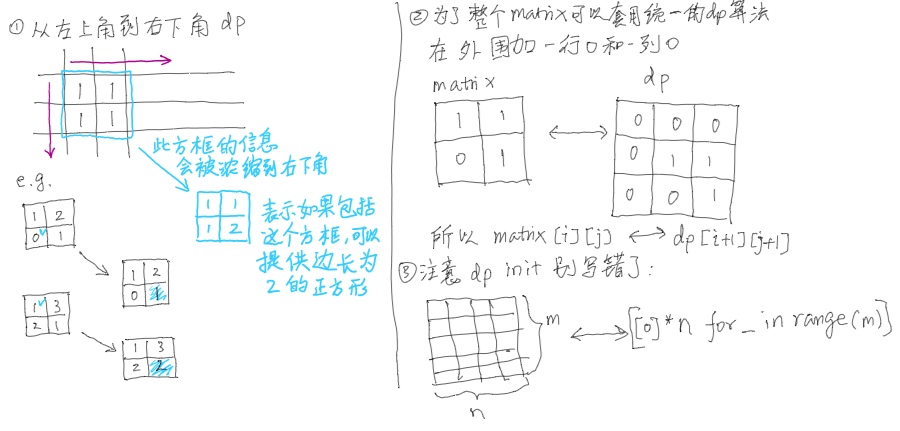 ① 从左上角到右下角 dp
1 1
1 1
此方框的信息
会被浓缩到右下角
1 1
1 2
表示如果包括
这个方框,可以
提供边长为
2的正方形
e.g.
1 2
0 1
1 2
0 1
1 3
2 1
1 3
2 2
② 为了整个matrix可以套用统一的dp算法
在外围加一行0和一列0
matrix
dp
1 1
0 1
0 0 0
0 1 1
0 0 1
所以 matrix[i][j] ↔ dp[i+1][j+1]
③ 注意 dp init 别写错了:
m
n
[[0]*n for _ in range(m)]